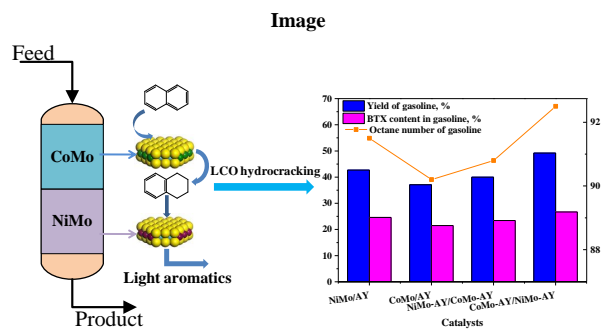 Image
Feed
CoMo
NiMo
Product
LCO hydrocracking
Light aromatics
Yield of gasoline, %
BTX content in gasoline, %
Octane number of gasoline
70
60
50
40
30
20
10
0
92
90
88
NiMo/AY
CoMo/AY
NiMo-AY/CoMo-AY
CoMo-AY/NiMo-AY
Catalysts